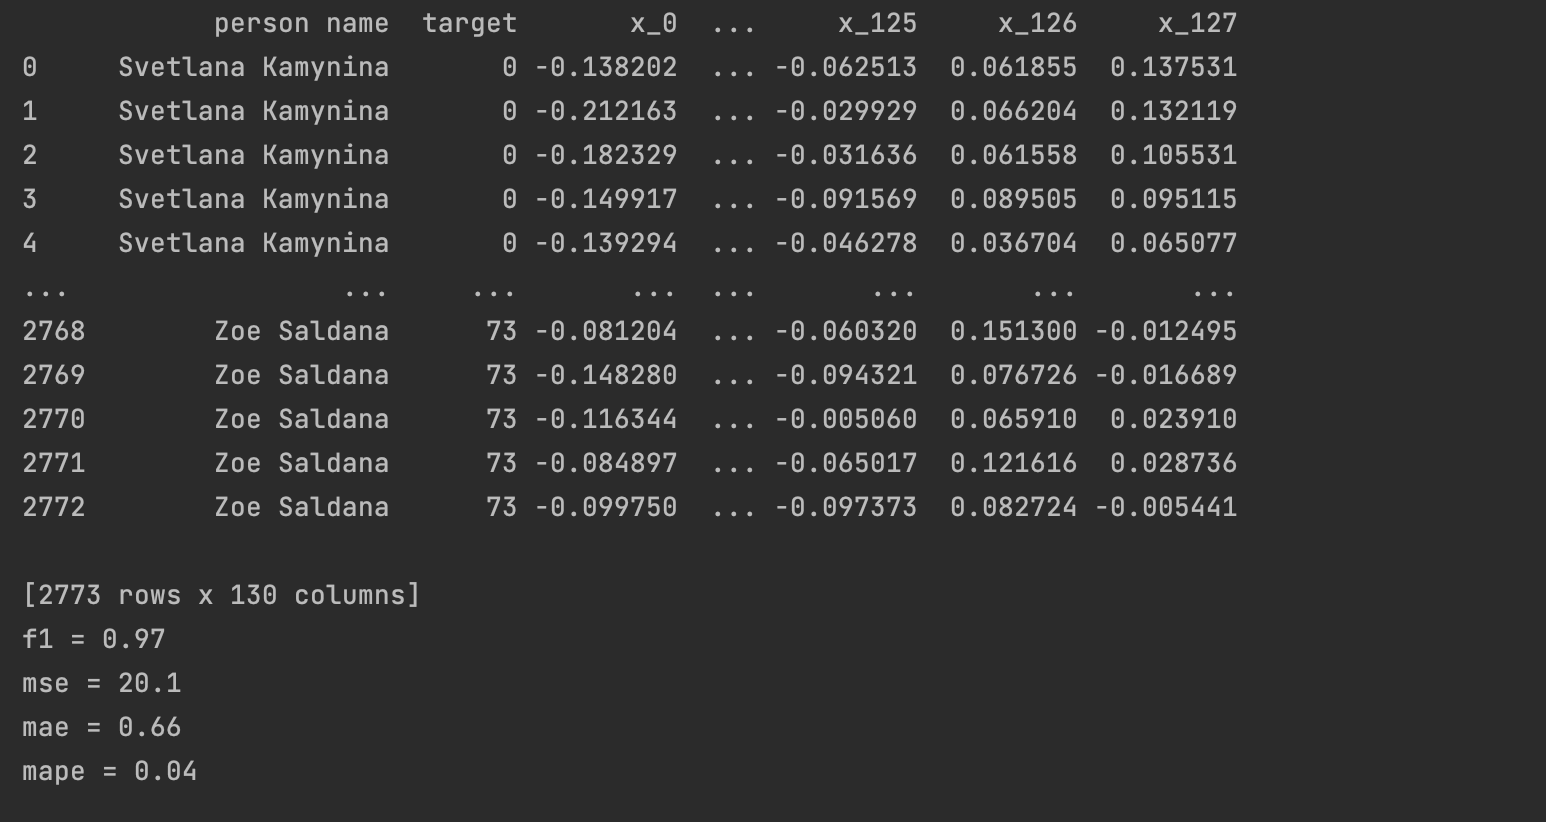 person name target x_0 ... x_125 x_126 x_127
0 Svetlana Kamynina 0 -0.138202 ... -0.062513 0.061855 0.137531
1 Svetlana Kamynina 0 -0.212163 ... -0.029929 0.066204 0.132119
2 Svetlana Kamynina 0 -0.182329 ... -0.031636 0.061558 0.105531
3 Svetlana Kamynina 0 -0.149917 ... -0.091569 0.089505 0.095115
4 Svetlana Kamynina 0 -0.139294 ... -0.046278 0.036704 0.065077
... ... ... ... ... ... ... ...
2768 Zoe Saldana 73 -0.081204 ... -0.060320 0.151300 -0.012495
2769 Zoe Saldana 73 -0.148280 ... -0.094321 0.076726 -0.016689
2770 Zoe Saldana 73 -0.116344 ... -0.005060 0.065910 0.023910
2771 Zoe Saldana 73 -0.084897 ... -0.065017 0.121616 0.028736
2772 Zoe Saldana 73 -0.099750 ... -0.097373 0.082724 -0.005441
[2773 rows x 130 columns]
f1 = 0.97
mse = 20.1
mae = 0.66
mape = 0.04